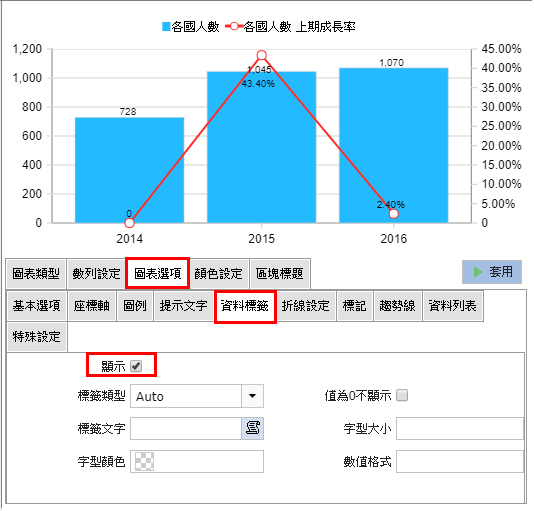 各國人數 各國人數 上期成長率
1,200 45.00%
40.00%
1,000 35.00%
800 30.00%
25.00%
600 20.00%
400 15.00%
10.00%
200 5.00%
0 0
728 1,045 1,070
0 43.40% 2.40%
2014 2015 2016
圖表類型 數列設定 圖表選項 顏色設定 區塊標題 套用
基本選項 座標軸 圖例 提示文字 資料標籤 折線設定 標記 趨勢線 資料列表
特殊設定
顯示
標籤類型 Auto 值為0不顯示
標籤文字 字型大小
字型顏色 數值格式